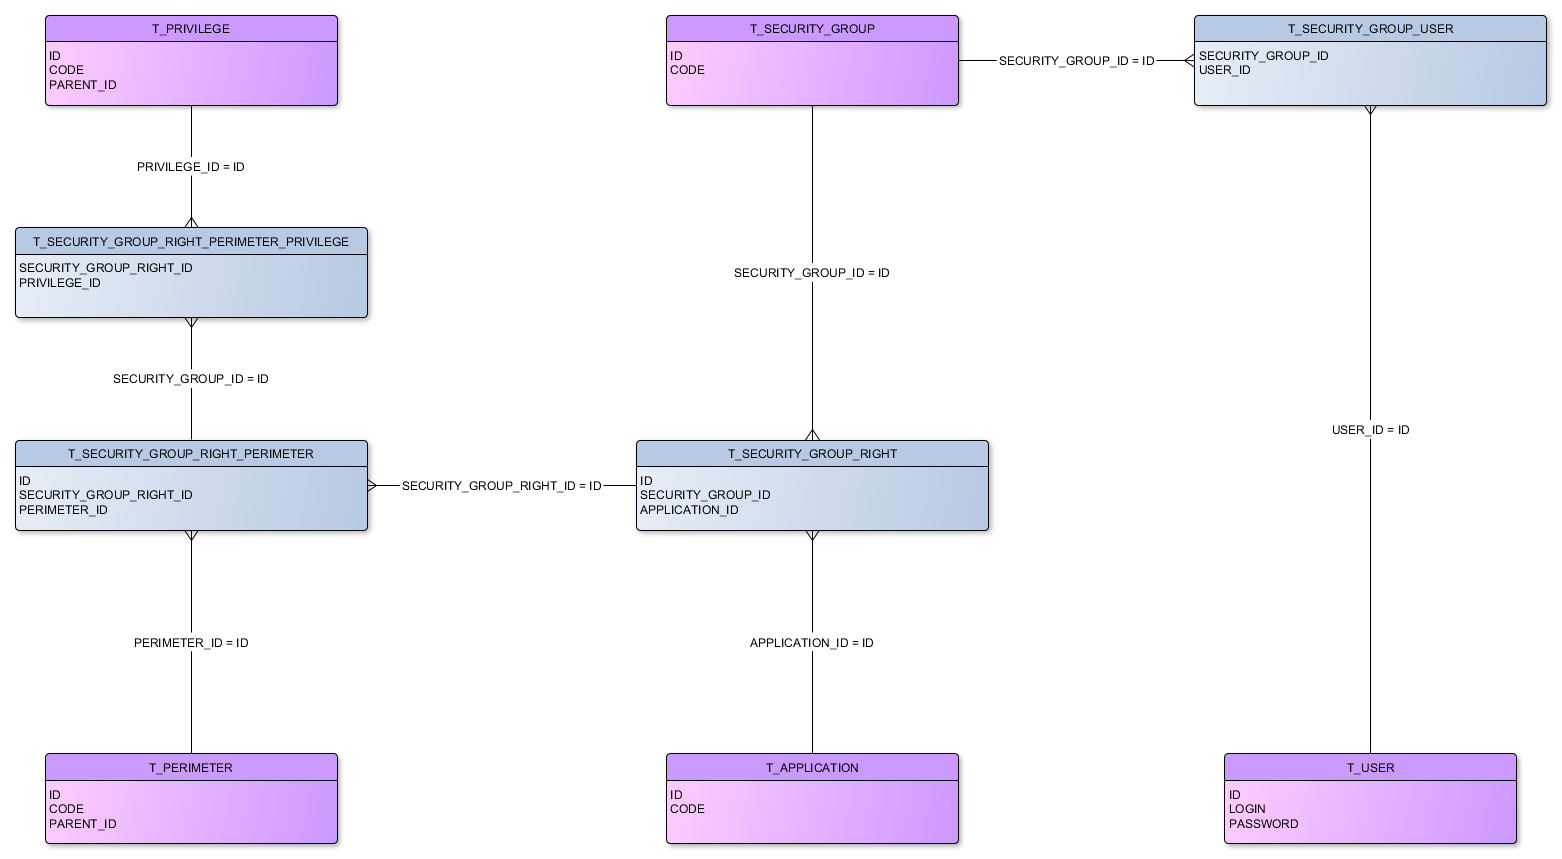 T_PRIVILEGE
ID
CODE
PARENT_ID
T_SECURITY_GROUP
ID
CODE
SECURITY_GROUP_ID = ID
T_SECURITY_GROUP_USER
SECURITY_GROUP_ID
USER_ID
PRIVILEGE_ID = ID
T_SECURITY_GROUP_RIGHT_PERIMETER_PRIVILEGE
SECURITY_GROUP_RIGHT_ID
PRIVILEGE_ID
SECURITY_GROUP_ID = ID
SECURITY_GROUP_ID = ID
USER_ID = ID
T_SECURITY_GROUP_RIGHT_PERIMETER
ID
SECURITY_GROUP_RIGHT_ID
PERIMETER_ID
SECURITY_GROUP_RIGHT_ID = ID
T_SECURITY_GROUP_RIGHT
ID
SECURITY_GROUP_ID
APPLICATION_ID
PERIMETER_ID = ID
APPLICATION_ID = ID
T_PERIMETER
ID
CODE
PARENT_ID
T_APPLICATION
ID
CODE
T_USER
ID
LOGIN
PASSWORD